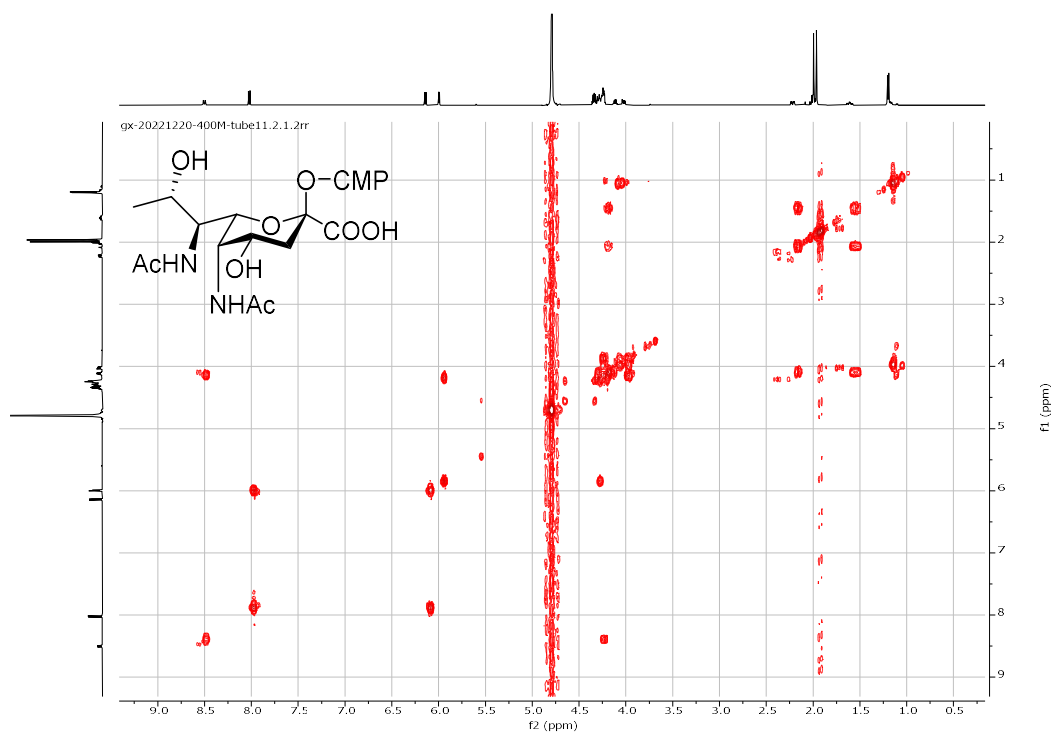 gx-20221220-400M-tube11.2.1.2rr
OH
O-CMP
O
COOH
AcHN
OH
NHAc
1
2
3
4
5
6
7
8
9
f1 (ppm)
9.0 8.5 8.0 7.5 7.0 6.5 6.0 5.5 5.0 4.5 4.0 3.5 3.0 2.5 2.0 1.5 1.0 0.5
f2 (ppm)